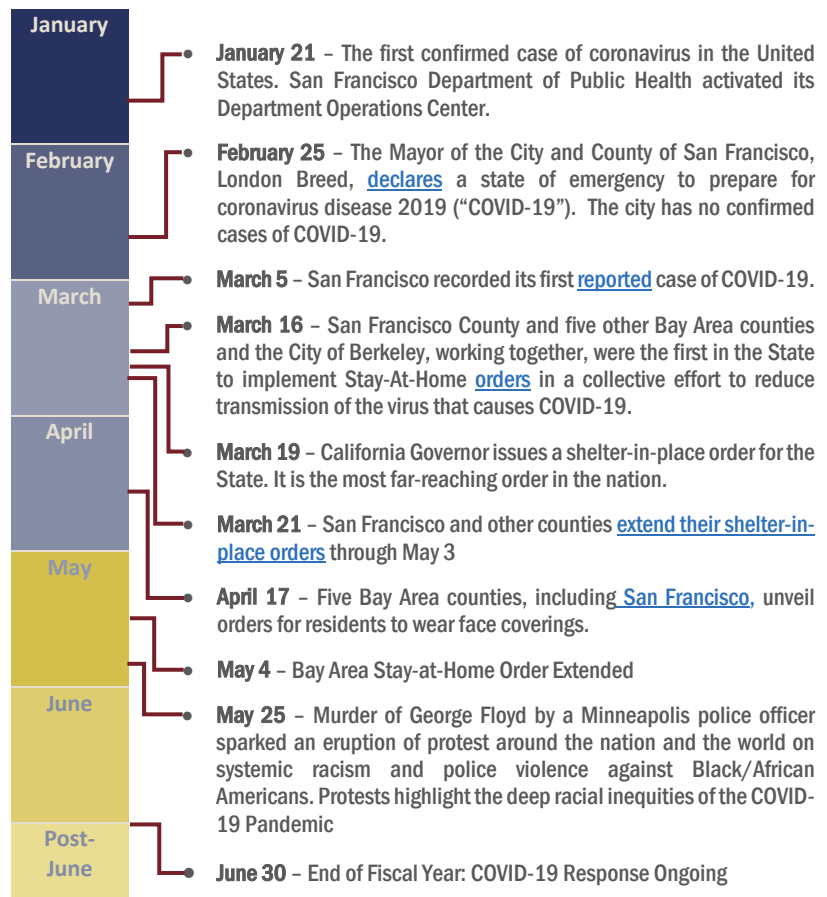 January
January 21 – The first confirmed case of coronavirus in the United
States. San Francisco Department of Public Health activated its
Department Operations Center.
February
February 25 – The Mayor of the City and County of San Francisco,
London Breed, declares a state of emergency to prepare for
coronavirus disease 2019 (“COVID-19”). The city has no confirmed
cases of COVID-19.
March
March 5 – San Francisco recorded its first reported case of COVID-19.
March 16 – San Francisco County and five other Bay Area counties
and the City of Berkeley, working together, were the first in the State
to implement Stay-At-Home orders in a collective effort to reduce
transmission of the virus that causes COVID-19.
April
March 19 – California Governor issues a shelter-in-place order for the
State. It is the most far-reaching order in the nation.
March 21 – San Francisco and other counties extend their shelter-in-
place orders through May 3
May
April 17 – Five Bay Area counties, including San Francisco, unveil
orders for residents to wear face coverings.
May 4 – Bay Area Stay-at-Home Order Extended
June
May 25 – Murder of George Floyd by a Minneapolis police officer
sparked an eruption of protest around the nation and the world on
systemic racism and police violence against Black/African
Americans. Protests highlight the deep racial inequities of the COVID-
19 Pandemic
Post-
June
June 30 – End of Fiscal Year: COVID-19 Response Ongoing